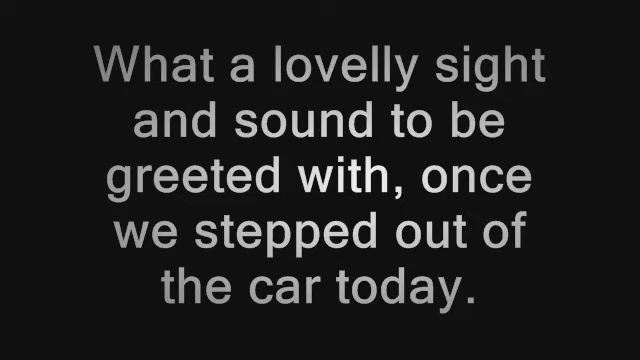 What a lovelly sight
and sound to be
greeted with, once
we stepped out of
the car today.